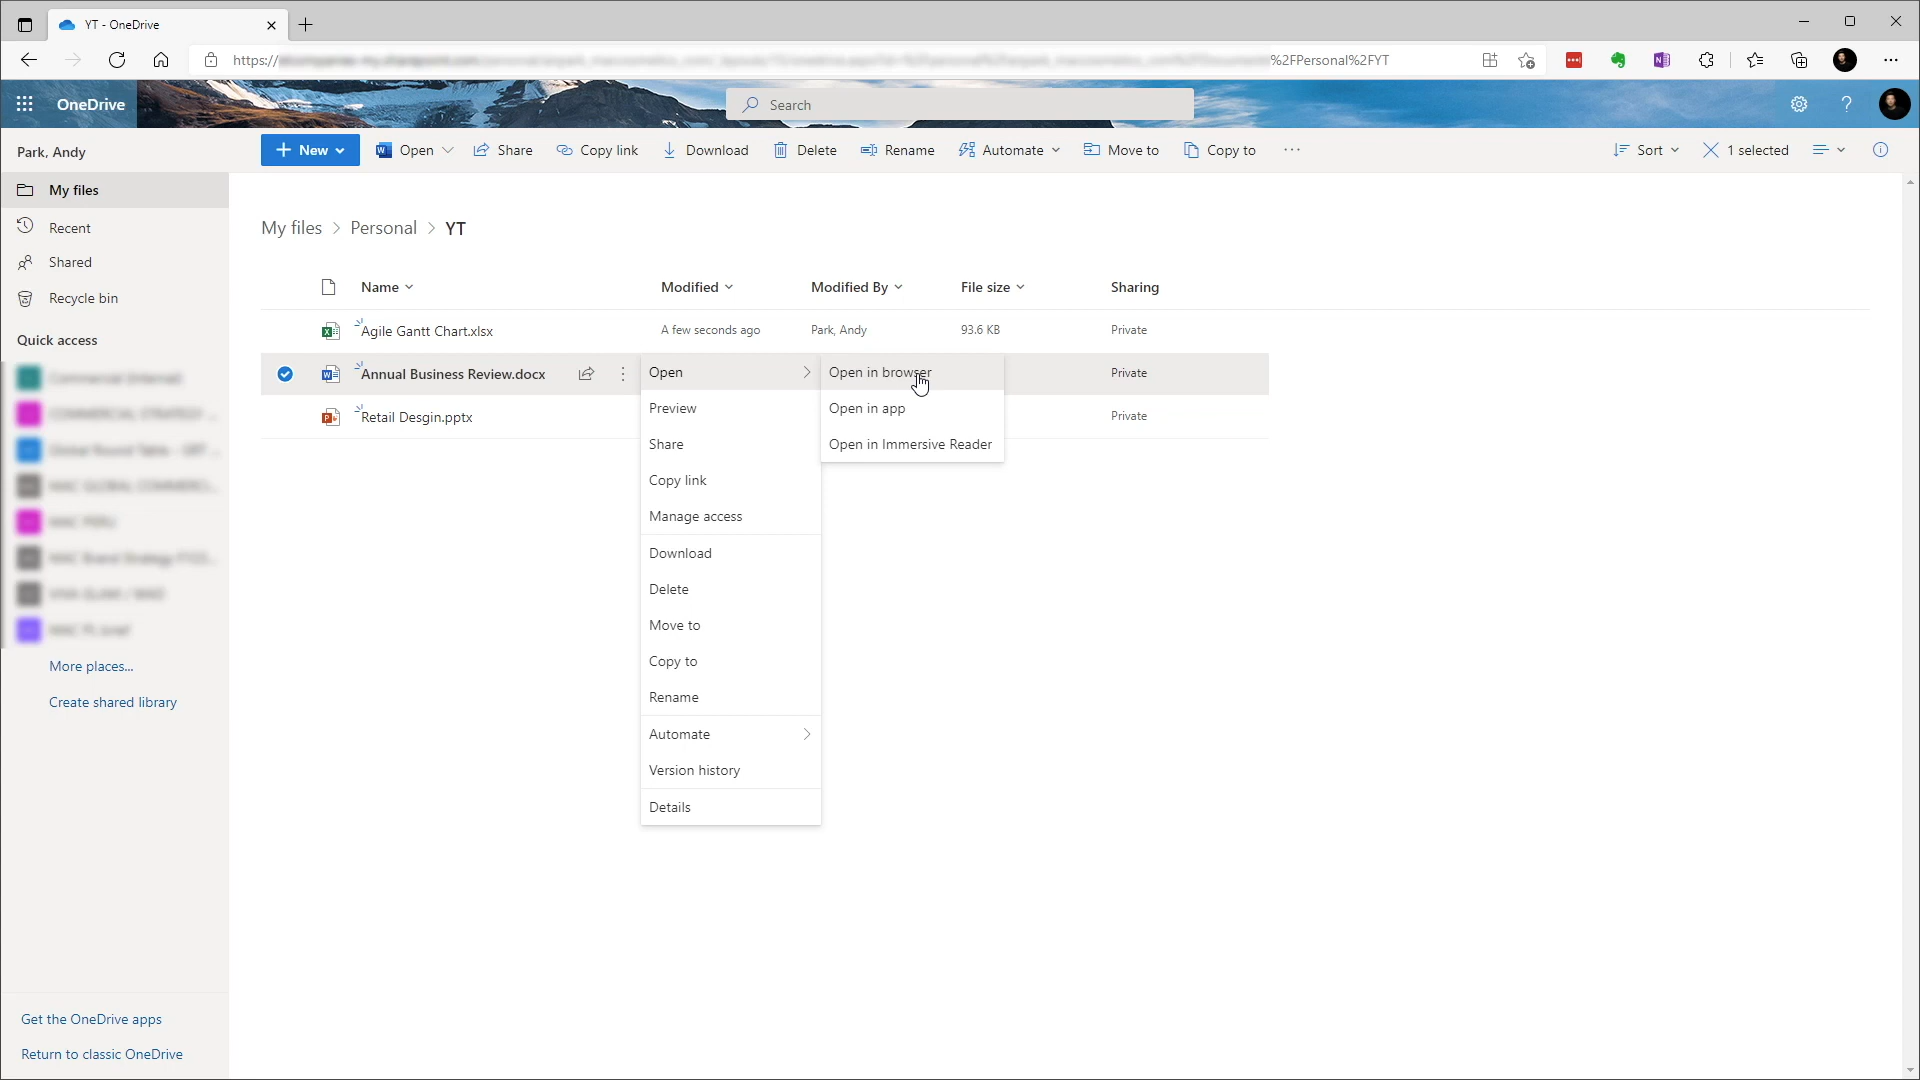 YT - OneDrive
https://
%2FPersonal%2FYT
OneDrive
Search
Park, Andy
New
Open
Share
Copy link
Download
Delete
Rename
Automate
Move to
Copy to
Sort
1 selected
My files
Recent
Shared
Recycle bin
Quick access
More places...
Create shared library
Get the OneDrive apps
Return to classic OneDrive
My files > Personal > YT
Name Modified Modified By File size Sharing
Agile Gantt Chart.xlsx A few seconds ago Park, Andy 93.6 KB Private
Annual Business Review.docx Private
Retail Desgin.pptx Private
Open
Preview
Share
Copy link
Manage access
Download
Delete
Move to
Copy to
Rename
Automate
Version history
Details
Open in browser
Open in app
Open in Immersive Reader